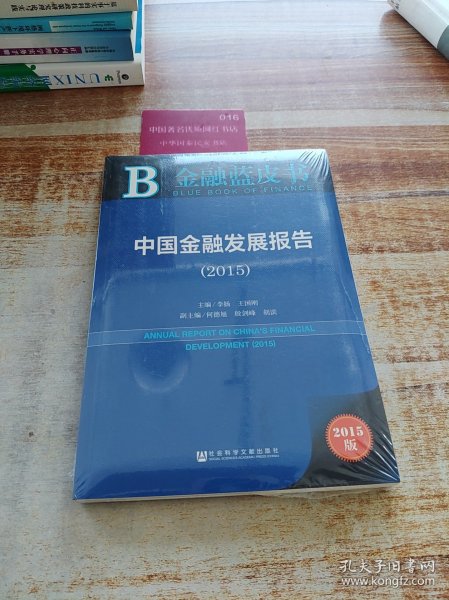 UNIX
016
中国著名优质网红书店
B 金融蓝皮书
BLUE BOOK OF FINANCE
中国金融发展报告
(2015)
主编/李扬 王国刚
副主编/何德旭 殷剑峰 胡滨
ANNUAL REPORT ON CHINA'S FINANCIAL
DEVELOPMENT (2015)
2015
版
社会科学文献出版社
SOCIAL SCIENCES ACADEMIC PRESS (CHINA)
孔夫子旧书网
www.kongfz.com